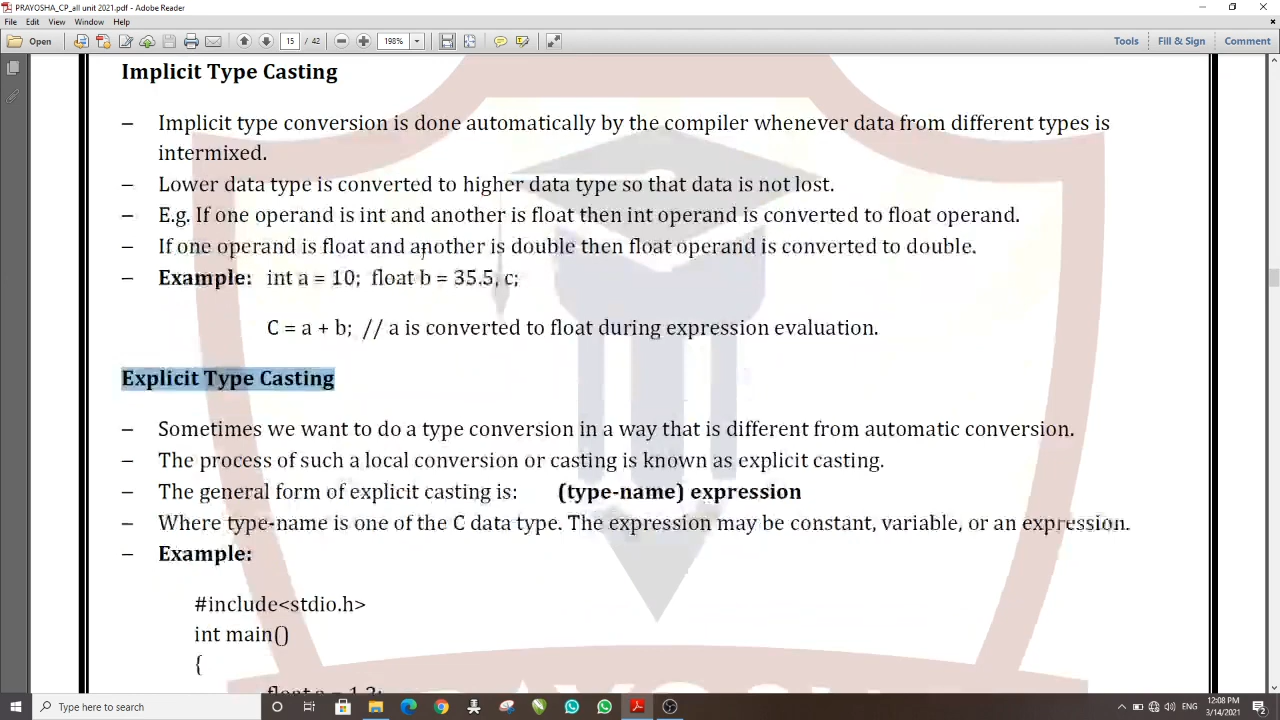 PRAYOSHA_CP_all unit 2021.pdf - Adobe Reader
File Edit View Window Help
Open 15 / 42 198% Tools Fill & Sign Comment
Implicit Type Casting
– Implicit type conversion is done automatically by the compiler whenever data from different types is
intermixed.
– Lower data type is converted to higher data type so that data is not lost.
– E.g. If one operand is int and another is float then int operand is converted to float operand.
– If one operand is float and another is double then float operand is converted to double.
– Example: int a = 10; float b = 35.5, c;
C = a + b; // a is converted to float during expression evaluation.
Explicit Type Casting
– Sometimes we want to do a type conversion in a way that is different from automatic conversion.
– The process of such a local conversion or casting is known as explicit casting.
– The general form of explicit casting is: (type-name) expression
– Where type-name is one of the C data type. The expression may be constant, variable, or an expression.
– Example:
#include<stdio.h>
int main()
{
Type here to search
ENG
12:08 PM
3/14/2021
2